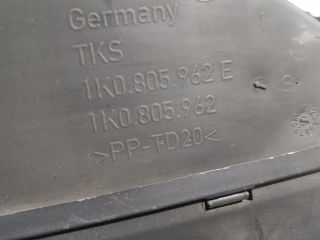 Germany
TKS
1K0.805.962 E
1K0.805.962
>PP-TD20<